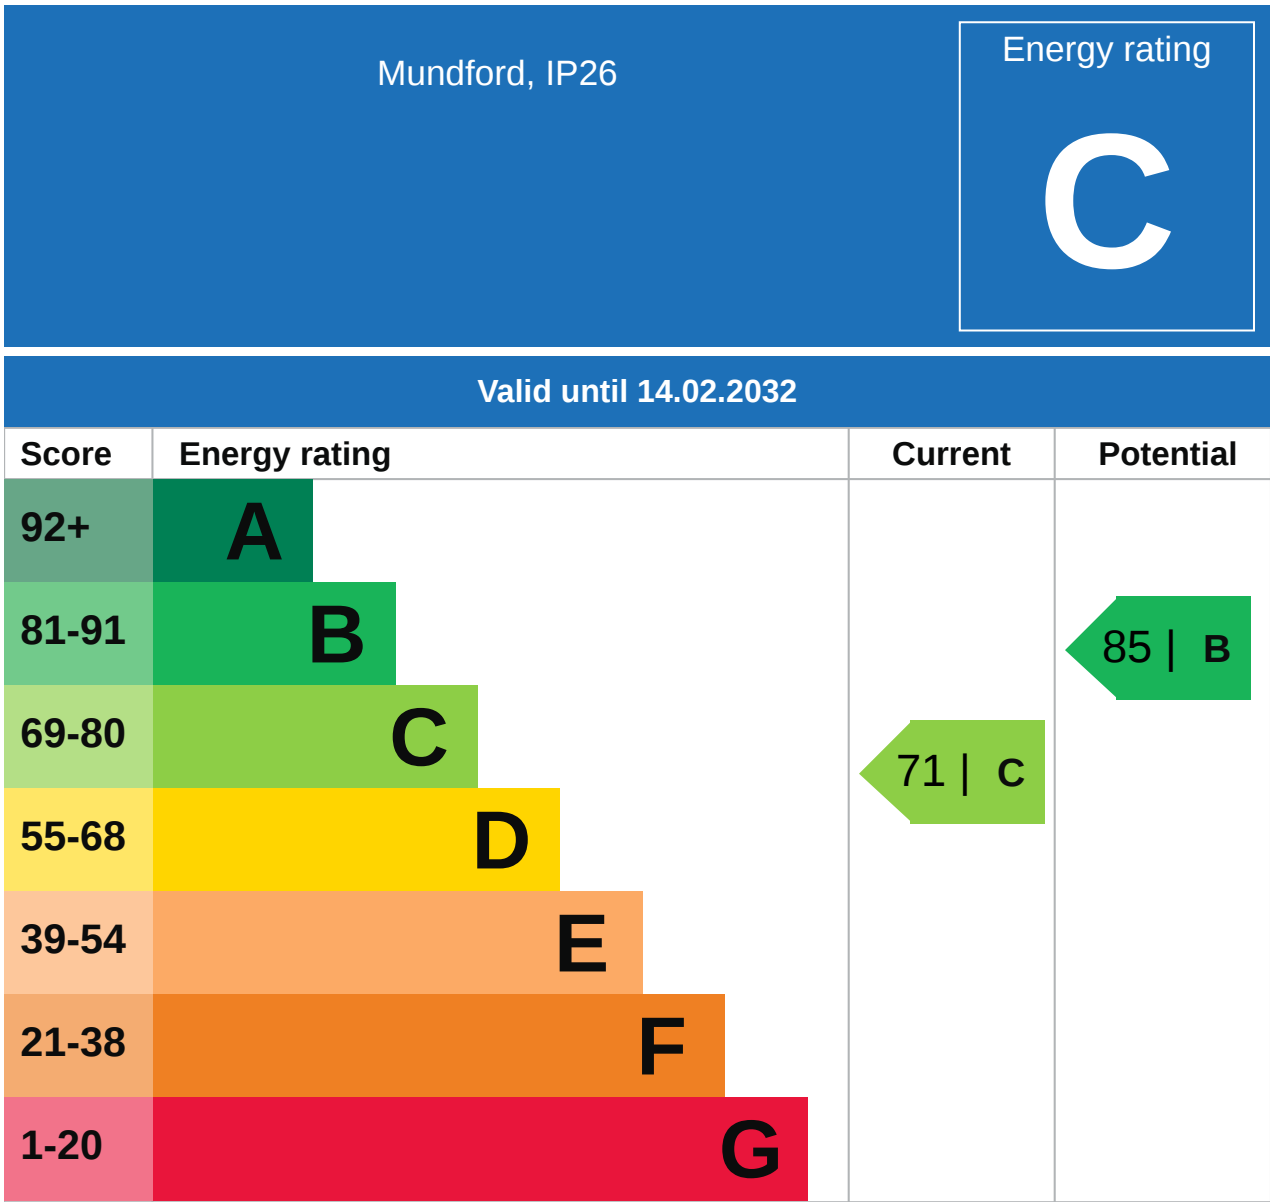 Mundford, IP26
Energy rating
C
Valid until 14.02.2032
Score Energy rating Current Potential
92+ A
81-91 B
85 | B
69-80 C
71 | C
55-68 D
39-54 E
21-38 F
1-20 G